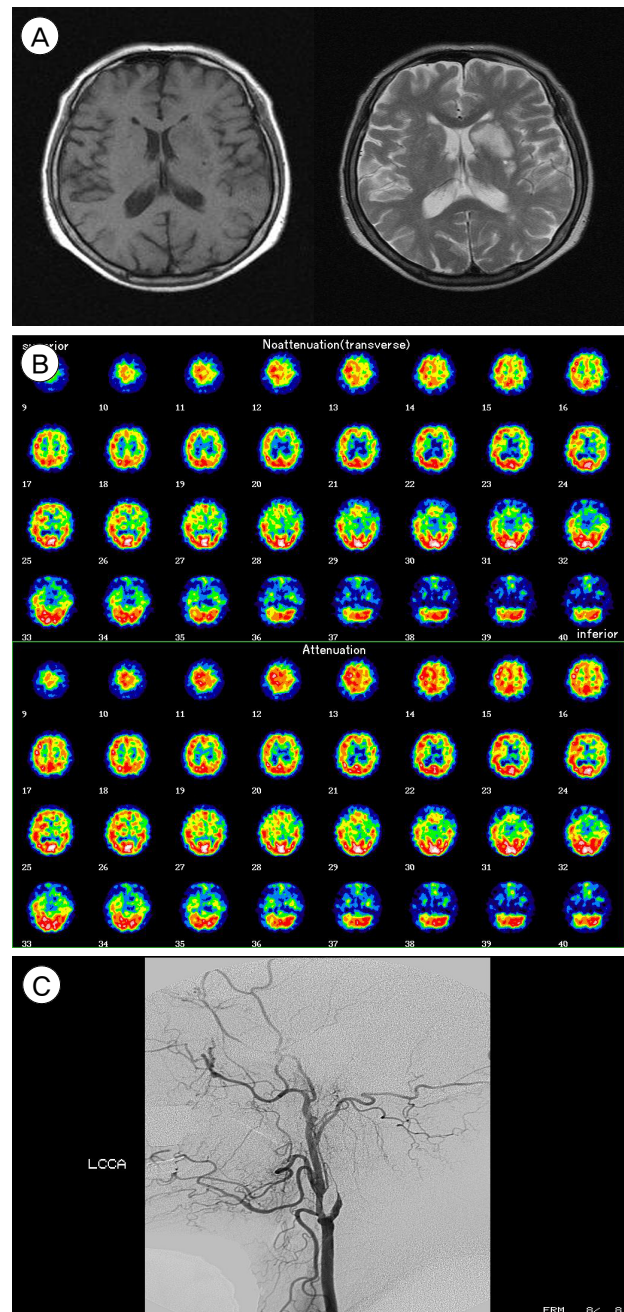 A
B
superior
Noattenuation(transverse)
9 10 11 12 13 14 15 16
17 18 19 20 21 22 23 24
25 26 27 28 29 30 31 32
33 34 35 36 37 38 39 40
inferior
Attenuation
9 10 11 12 13 14 15 16
17 18 19 20 21 22 23 24
25 26 27 28 29 30 31 32
33 34 35 36 37 38 39 40
C
LCCA
FRM 8/ 8